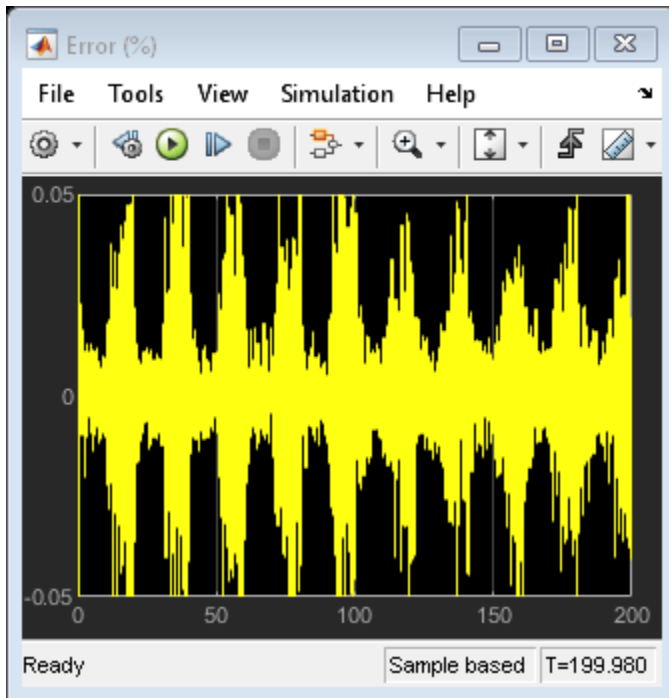 Error (%)
File Tools View Simulation Help
0.05
0
-0.05
0 50 100 150 200
Ready Sample based T=199.980